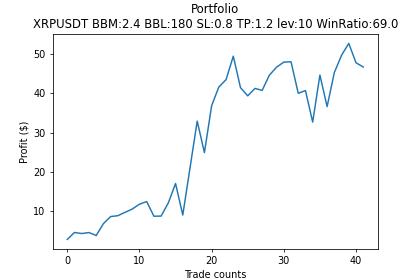 Portfolio
XRPUSDT BBM:2.4 BBL:180 SL:0.8 TP:1.2 lev:10 WinRatio:69.0
50
40
30
20
10
Profit ($)
0
10
20
30
40
Trade counts